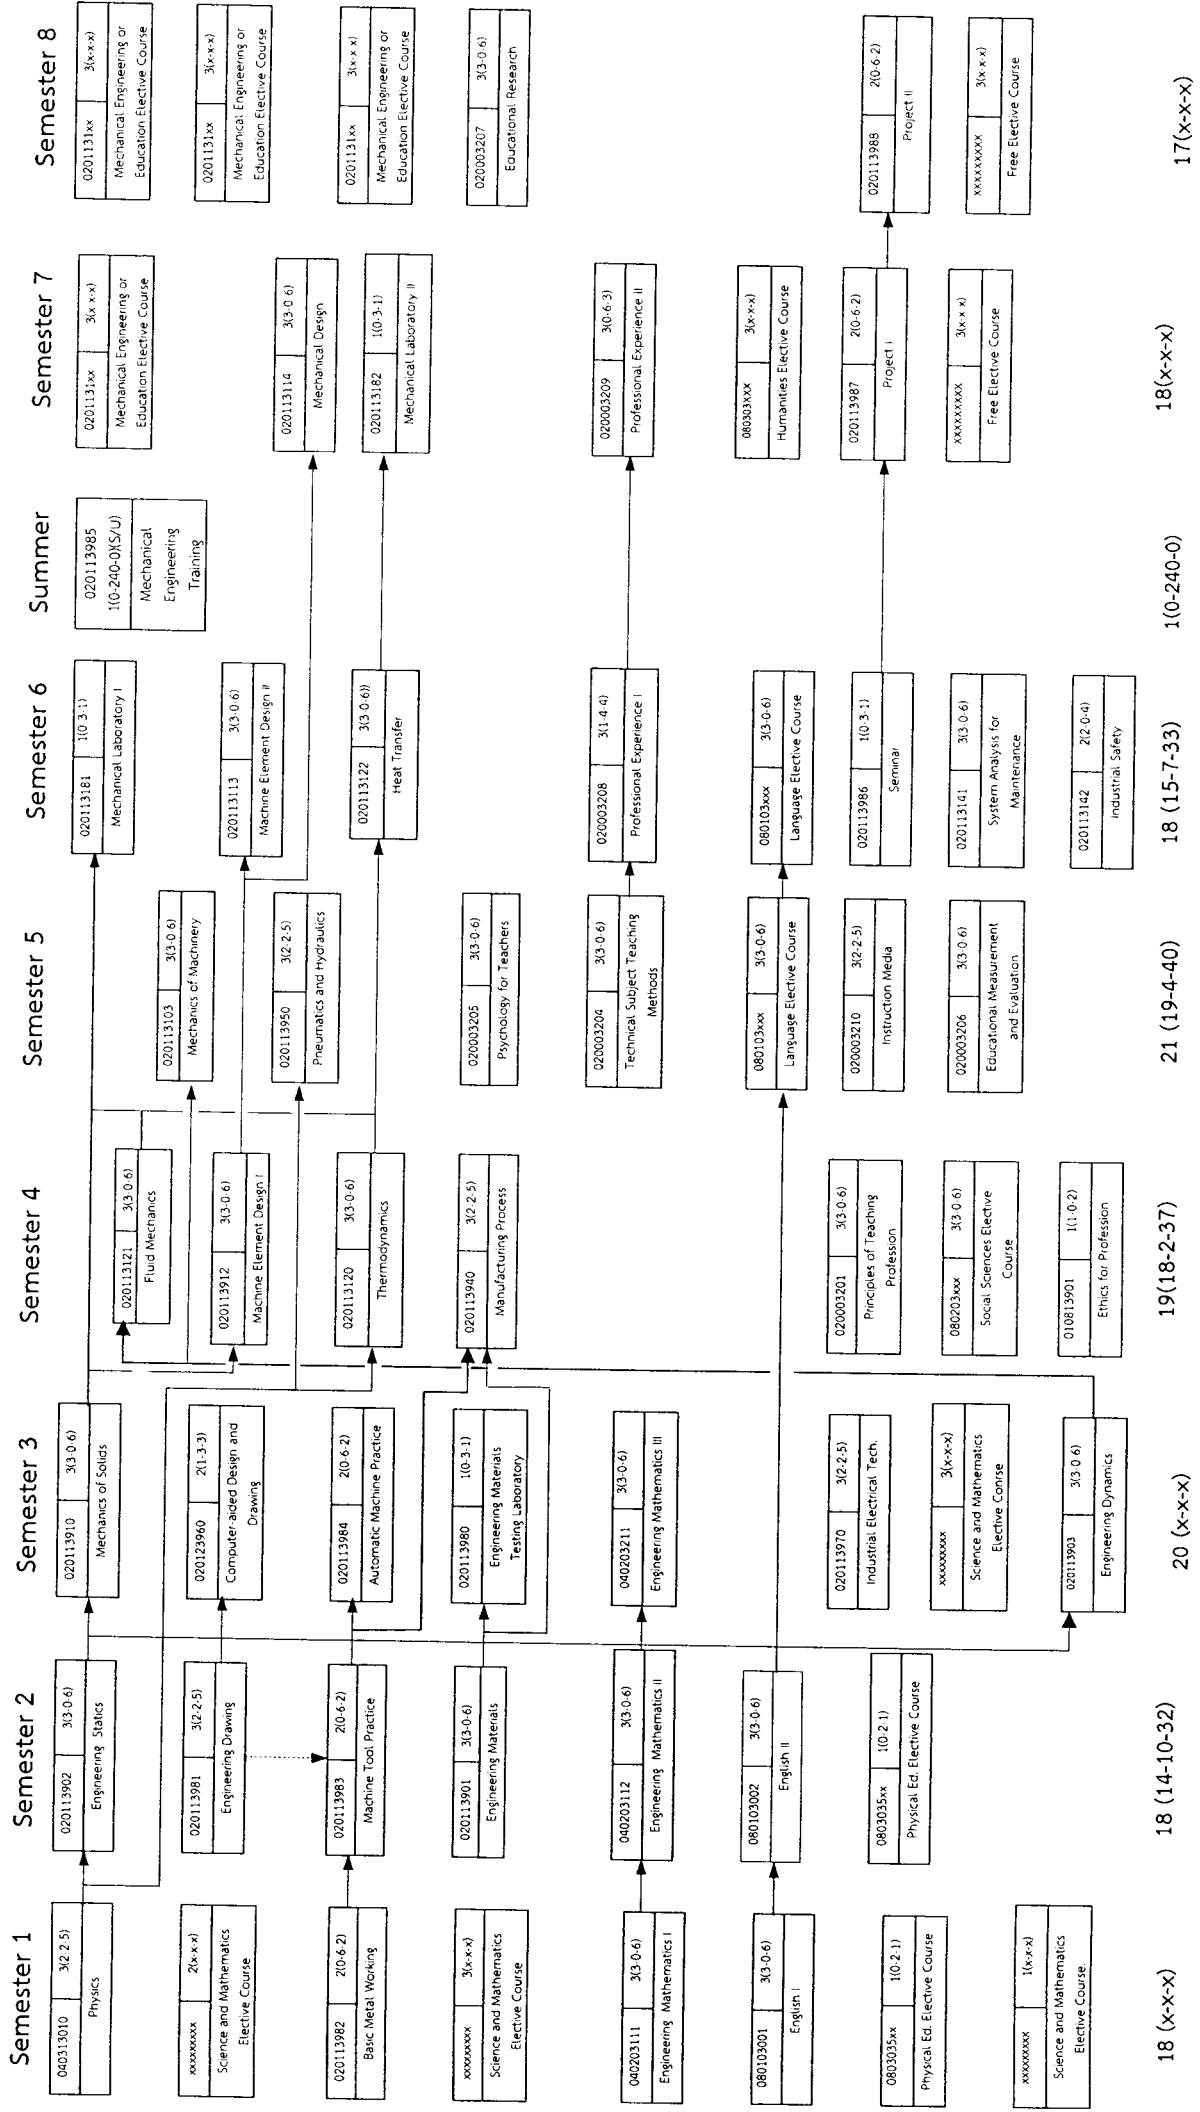 Semester 1
040313010 3(2-2-5)
Physics
xxxxxxxxx 2(x-x-x)
Science and Mathematics
Elective Course
020113982 2(0-6-2)
Basic Metal Working
xxxxxxxxx 3(x-x-x)
Science and Mathematics
Elective Course
040203111 3(3-0-6)
Engineering Mathematics I
080103001 3(3-0-6)
English I
0803035xx 1(0-2-1)
Physical Ed. Elective Course
xxxxxxxxx 1(x-x-x)
Science and Mathematics
Elective Course
18 (x-x-x)
Semester 2
020113902 3(3-0-6)
Engineering Statics
020113981 3(2-2-5)
Engineering Drawing
020113983 2(0-6-2)
Machine Tool Practice
020113901 3(3-0-6)
Engineering Materials
040203112 3(3-0-6)
Engineering Mathematics II
080103002 3(3-0-6)
English II
0803035xx 1(0-2-1)
Physical Ed. Elective Course
18 (14-10-32)
Semester 3
020113910 3(3-0-6)
Mechanics of Solids
020123960 2(1-3-3)
Computer-aided Design and
Drawing
020113984 2(0-6-2)
Automatic Machine Practice
020113980 1(0-3-1)
Engineering Materials
Testing Laboratory
040203211 3(3-0-6)
Engineering Mathematics III
020113970 3(2-2-5)
Industrial Electrical Tech.
xxxxxxxxx 3(x-x-x)
Science and Mathematics
Elective Conrse
020113903 3(3-0-6)
Engineering Dynamics
20 (x-x-x)
Semester 4
020113121 3(3-0-6)
Fluid Mechanics
020113912 3(3-0-6)
Machine Element Design I
020113120 3(3-0-6)
Thermodynamics
020113940 3(2-2-5)
Manufacturing Process
020003201 3(3-0-6)
Principles of Teaching
Profession
080203xxx 3(3-0-6)
Social Sciences Elective
Course
010813901 1(1-0-2)
Ethics for Profession
19(18-2-37)
Semester 5
020113103 3(3-0-6)
Mechanics of Machinery
020113950 3(2-2-5)
Pneumatics and Hydraulics
020003205 3(3-0-6)
Psychology for Teachers
020003204 3(3-0-6)
Technical Subject Teaching
Methods
080103xxx 3(3-0-6)
Language Elective Course
020003210 3(2-2-5)
Instruction Media
020003206 3(3-0-6)
Educational Measurement
and Evaluation
21 (19-4-40)
Semester 6
020113181 1(0-3-1)
Mechanical Laboratory I
020113113 3(3-0-6)
Machine Element Design II
020113122 3(3-0-6))
Heat Transfer
020003208 3(1-4-4)
Professional Experience I
080103xxx 3(3-0-6)
Language Elective Course
020113986 1(0-3-1)
Seminar
020113141 3(3-0-6)
System Analysis for
Maintenance
020113142 2(2-0-4)
Industrial Safety
18 (15-7-33)
Summer
020113985
1(0-240-0)(S/U)
Mechanical
Engineering
Training
1(0-240-0)
Semester 7
0201131xx 3(x-x-x)
Mechanical Engineering or
Education Elective Course
020113114 3(3-0-6)
Mechanical Design
020113182 1(0-3-1)
Mechanical Laboratory II
020003209 3(0-6-3)
Professional Experience II
080303xxx 3(x-x-x)
Humanities Elective Course
020113987 2(0-6-2)
Project I
xxxxxxxxx 3(x-x-x)
Free Elective Course
18(x-x-x)
Semester 8
0201131xx 3(x-x-x)
Mechanical Engineering or
Education Elective Course
0201131xx 3(x-x-x)
Mechanical Engineering or
Education Elective Course
0201131xx 3(x-x-x)
Mechanical Engineering or
Education Elective Course
020003207 3(3-0-6)
Educational Research
020113988 2(0-6-2)
Project II
xxxxxxxxx 3(x-x-x)
Free Elective Course
17(x-x-x)